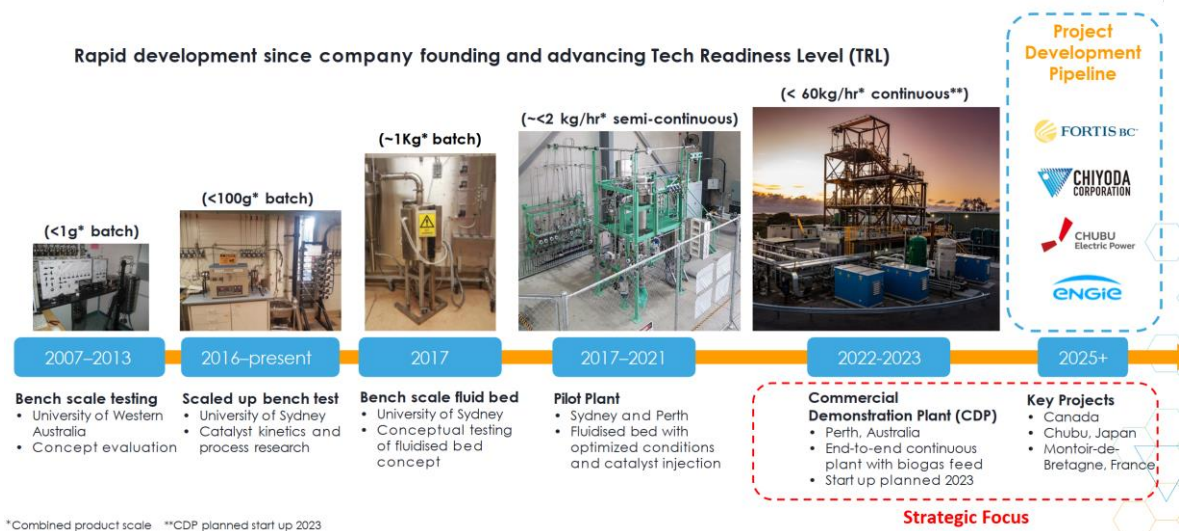 Rapid development since company founding and advancing Tech Readiness Level (TRL)
Project
Development
Pipeline
(<1g* batch)
(<100g* batch)
(~1Kg* batch)
(~<2 kg/hr* semi-continuous)
(< 60kg/hr* continuous**)
FORTIS BC
CHIYODA
CORPORATION
CHUBU
Electric Power
ENGIE
2007–2013
2016–present
2017
2017–2021
2022-2023
2025+
Bench scale testing
• University of Western
Australia
• Concept evaluation
Scaled up bench test
• University of Sydney
• Catalyst kinetics and
process research
Bench scale fluid bed
• University of Sydney
• Conceptual testing
of fluidised bed
concept
Pilot Plant
• Sydney and Perth
• Fluidised bed with
optimized conditions
and catalyst injection
Commercial
Demonstration Plant (CDP)
• Perth, Australia
• End-to-end continuous
plant with biogas feed
• Start up planned 2023
Key Projects
• Canada
• Chubu, Japan
• Montoir-de-
Bretagne, France
Strategic Focus
*Combined product scale **CDP planned start up 2023